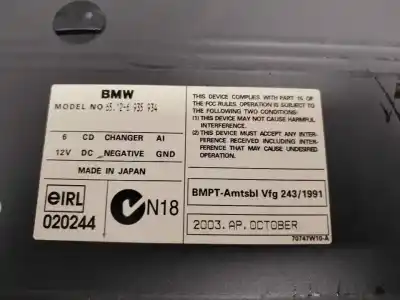 BMW
MODEL NO. 65.12-6 935 934
6 CD CHANGER AI
12V DC NEGATIVE GND
MADE IN JAPAN
eIRL
020244
N18
THIS DEVICE COMPLIES WITH PART 15 OF
THE FCC RULES. OPERATION IS SUBJECT TO
THE FOLLOWING TWO CONDITIONS:
(1) THIS DEVICE MAY NOT CAUSE HARMFUL
INTERFERENCE.
(2) THIS DEVICE MUST ACCEPT ANY INTER-
FERENCE RECEIVED INCLUDING INTERF-
ERENCE THAT MAY CAUSE UNDESIRED
OPERATION.
BMPT-Amtsbl Vfg 243/1991
2003.AP.OCTOBER
70747W10-A